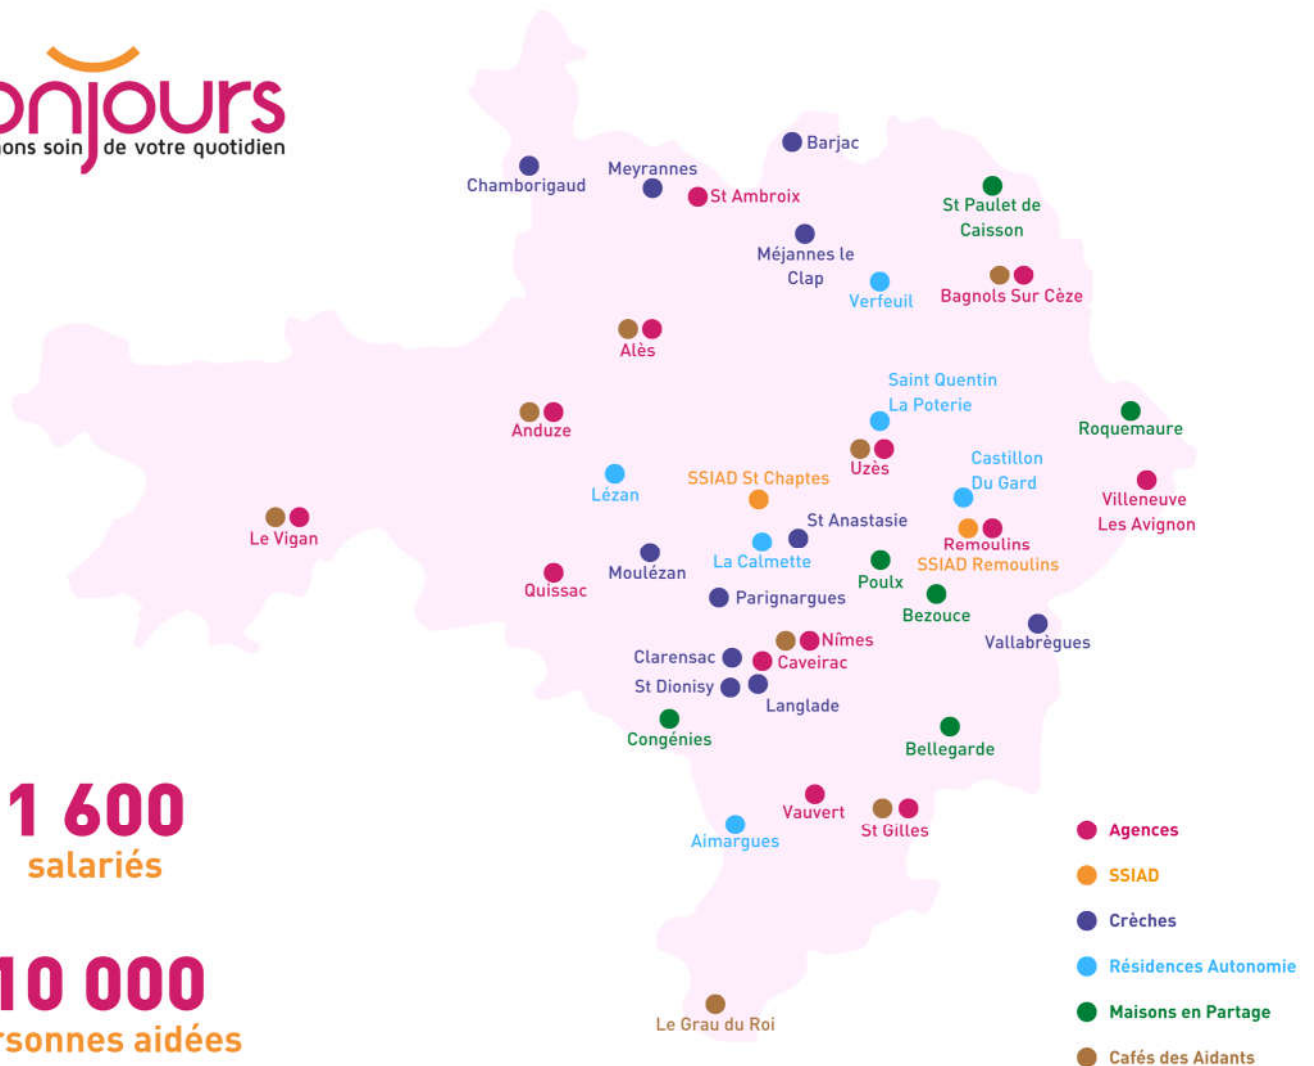 onjours
ons soin de votre quotidien
Barjac
Chamborigaud
Meyrannes
St Ambroix
St Paulet de
Caisson
Méjannes le
Clap
Verfeuil
Bagnols Sur Cèze
Alès
Saint Quentin
La Poterie
Anduze
Roquemaure
Uzès
Castillon
Du Gard
Lézan
SSIAD St Chaptes
Villeneuve
Les Avignon
St Anastasie
Le Vigan
Remoulins
SSIAD Remoulins
La Calmette
Moulézan
Poulx
Quissac
Parignargues
Bezouce
Vallabrègues
Nîmes
Clarensac
Caveirac
St Dionisy
Langlade
Congénies
Bellegarde
Vauvert
St Gilles
Aimargues
Le Grau du Roi
1 600
salariés
10 000
rsonnes aidées
Agences
SSIAD
Crèches
Résidences Autonomie
Maisons en Partage
Cafés des Aidants